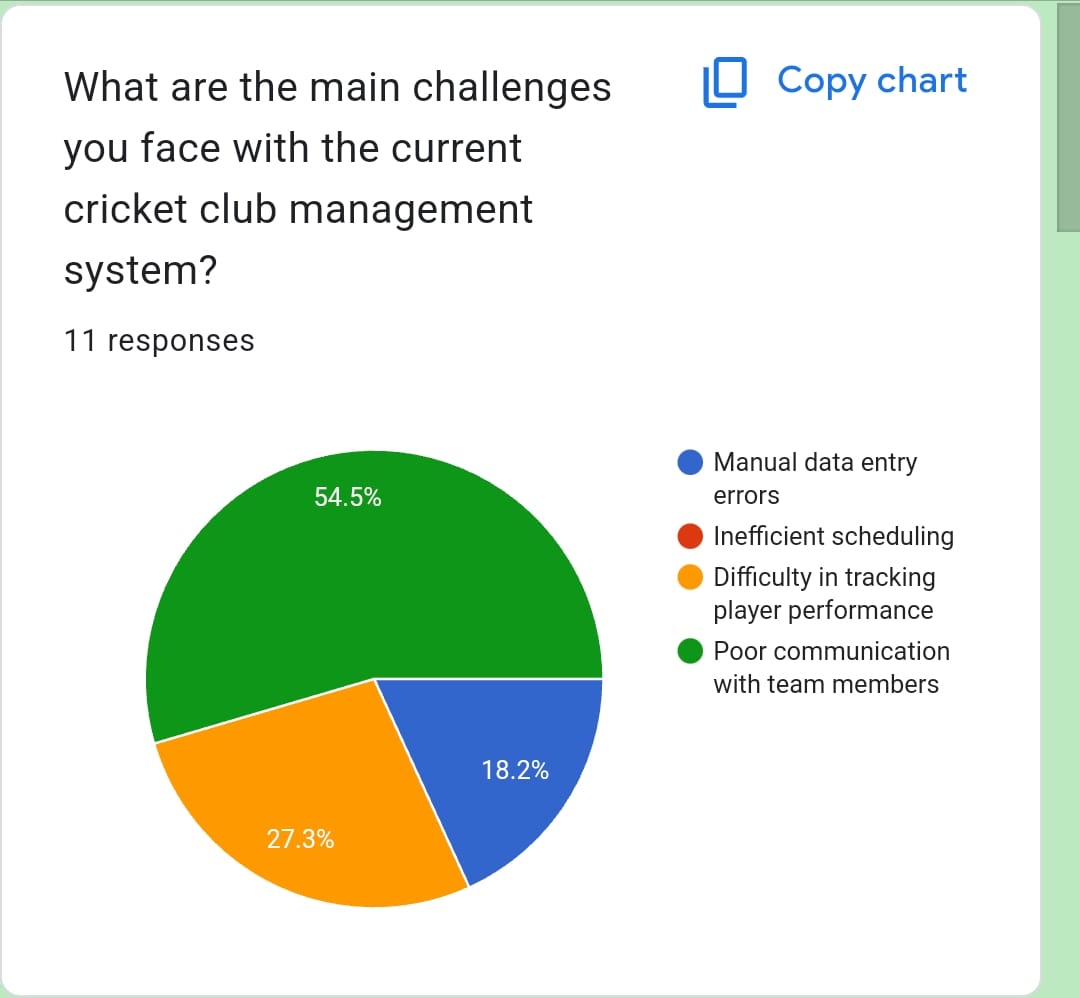 What are the main challenges
you face with the current
cricket club management
system?
Copy chart
11 responses
54.5%
18.2%
27.3%
Manual data entry
errors
Inefficient scheduling
Difficulty in tracking
player performance
Poor communication
with team members